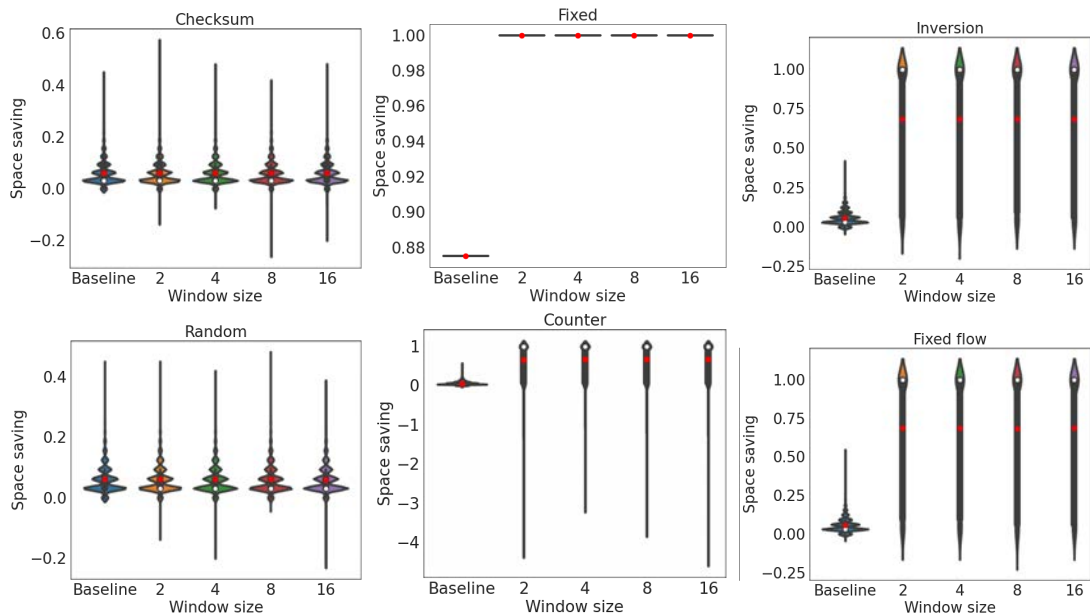 Checksum
0.6
0.4
0.2
0.0
−0.2
Space saving
Baseline 2 4 8 16
Window size
Fixed
1.00
0.98
0.96
0.94
0.92
0.90
0.88
Space saving
Baseline 2 4 8 16
Window size
Inversion
1.00
0.75
0.50
0.25
0.00
−0.25
Space saving
Baseline 2 4 8 16
Window size
Random
0.4
0.2
0.0
−0.2
Space saving
Baseline 2 4 8 16
Window size
Counter
1
0
−1
−2
−3
−4
Space saving
Baseline 2 4 8 16
Window size
Fixed flow
1.00
0.75
0.50
0.25
0.00
−0.25
Space saving
Baseline 2 4 8 16
Window size